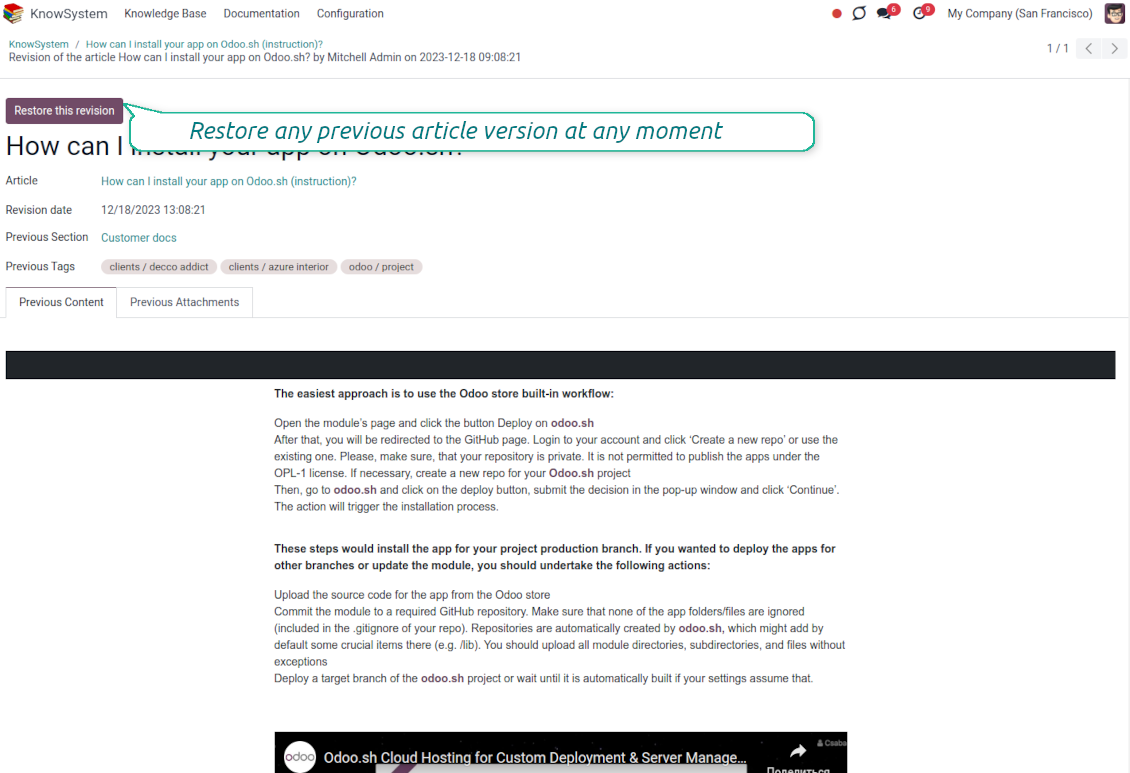 KnowSystem Knowledge Base Documentation Configuration 6 9 My Company (San Francisco)
KnowSystem / How can I install your app on Odoo.sh (instruction)?
Revision of the article How can I install your app on Odoo.sh? by Mitchell Admin on 2023-12-18 09:08:21
1 / 1
Restore this revision
Restore any previous article version at any moment
How can I install your app on Odoo.sh?
Article How can I install your app on Odoo.sh (instruction)?
Revision date 12/18/2023 13:08:21
Previous Section Customer docs
Previous Tags clients / decco addict clients / azure interior odoo / project
Previous Content Previous Attachments
The easiest approach is to use the Odoo store built-in workflow:
Open the module's page and click the button Deploy on odoo.sh
After that, you will be redirected to the GitHub page. Login to your account and click ‘Create a new repo’ or use the
existing one. Please, make sure, that your repository is private. It is not permitted to publish the apps under the
OPL-1 license. If necessary, create a new repo for your Odoo.sh project
Then, go to odoo.sh and click on the deploy button, submit the decision in the pop-up window and click ‘Continue’.
The action will trigger the installation process.
These steps would install the app for your project production branch. If you wanted to deploy the apps for
other branches or update the module, you should undertake the following actions:
Upload the source code for the app from the Odoo store
Commit the module to a required GitHub repository. Make sure that none of the app folders/files are ignored
(included in the .gitignore of your repo). Repositories are automatically created by odoo.sh, which might add by
default some crucial items there (e.g. /lib). You should upload all module directories, subdirectories, and files without
exceptions
Deploy a target branch of the odoo.sh project or wait until it is automatically built if your settings assume that.
odoo Odoo.sh Cloud Hosting for Custom Deployment & Server Manage... Csaba
Поделиться